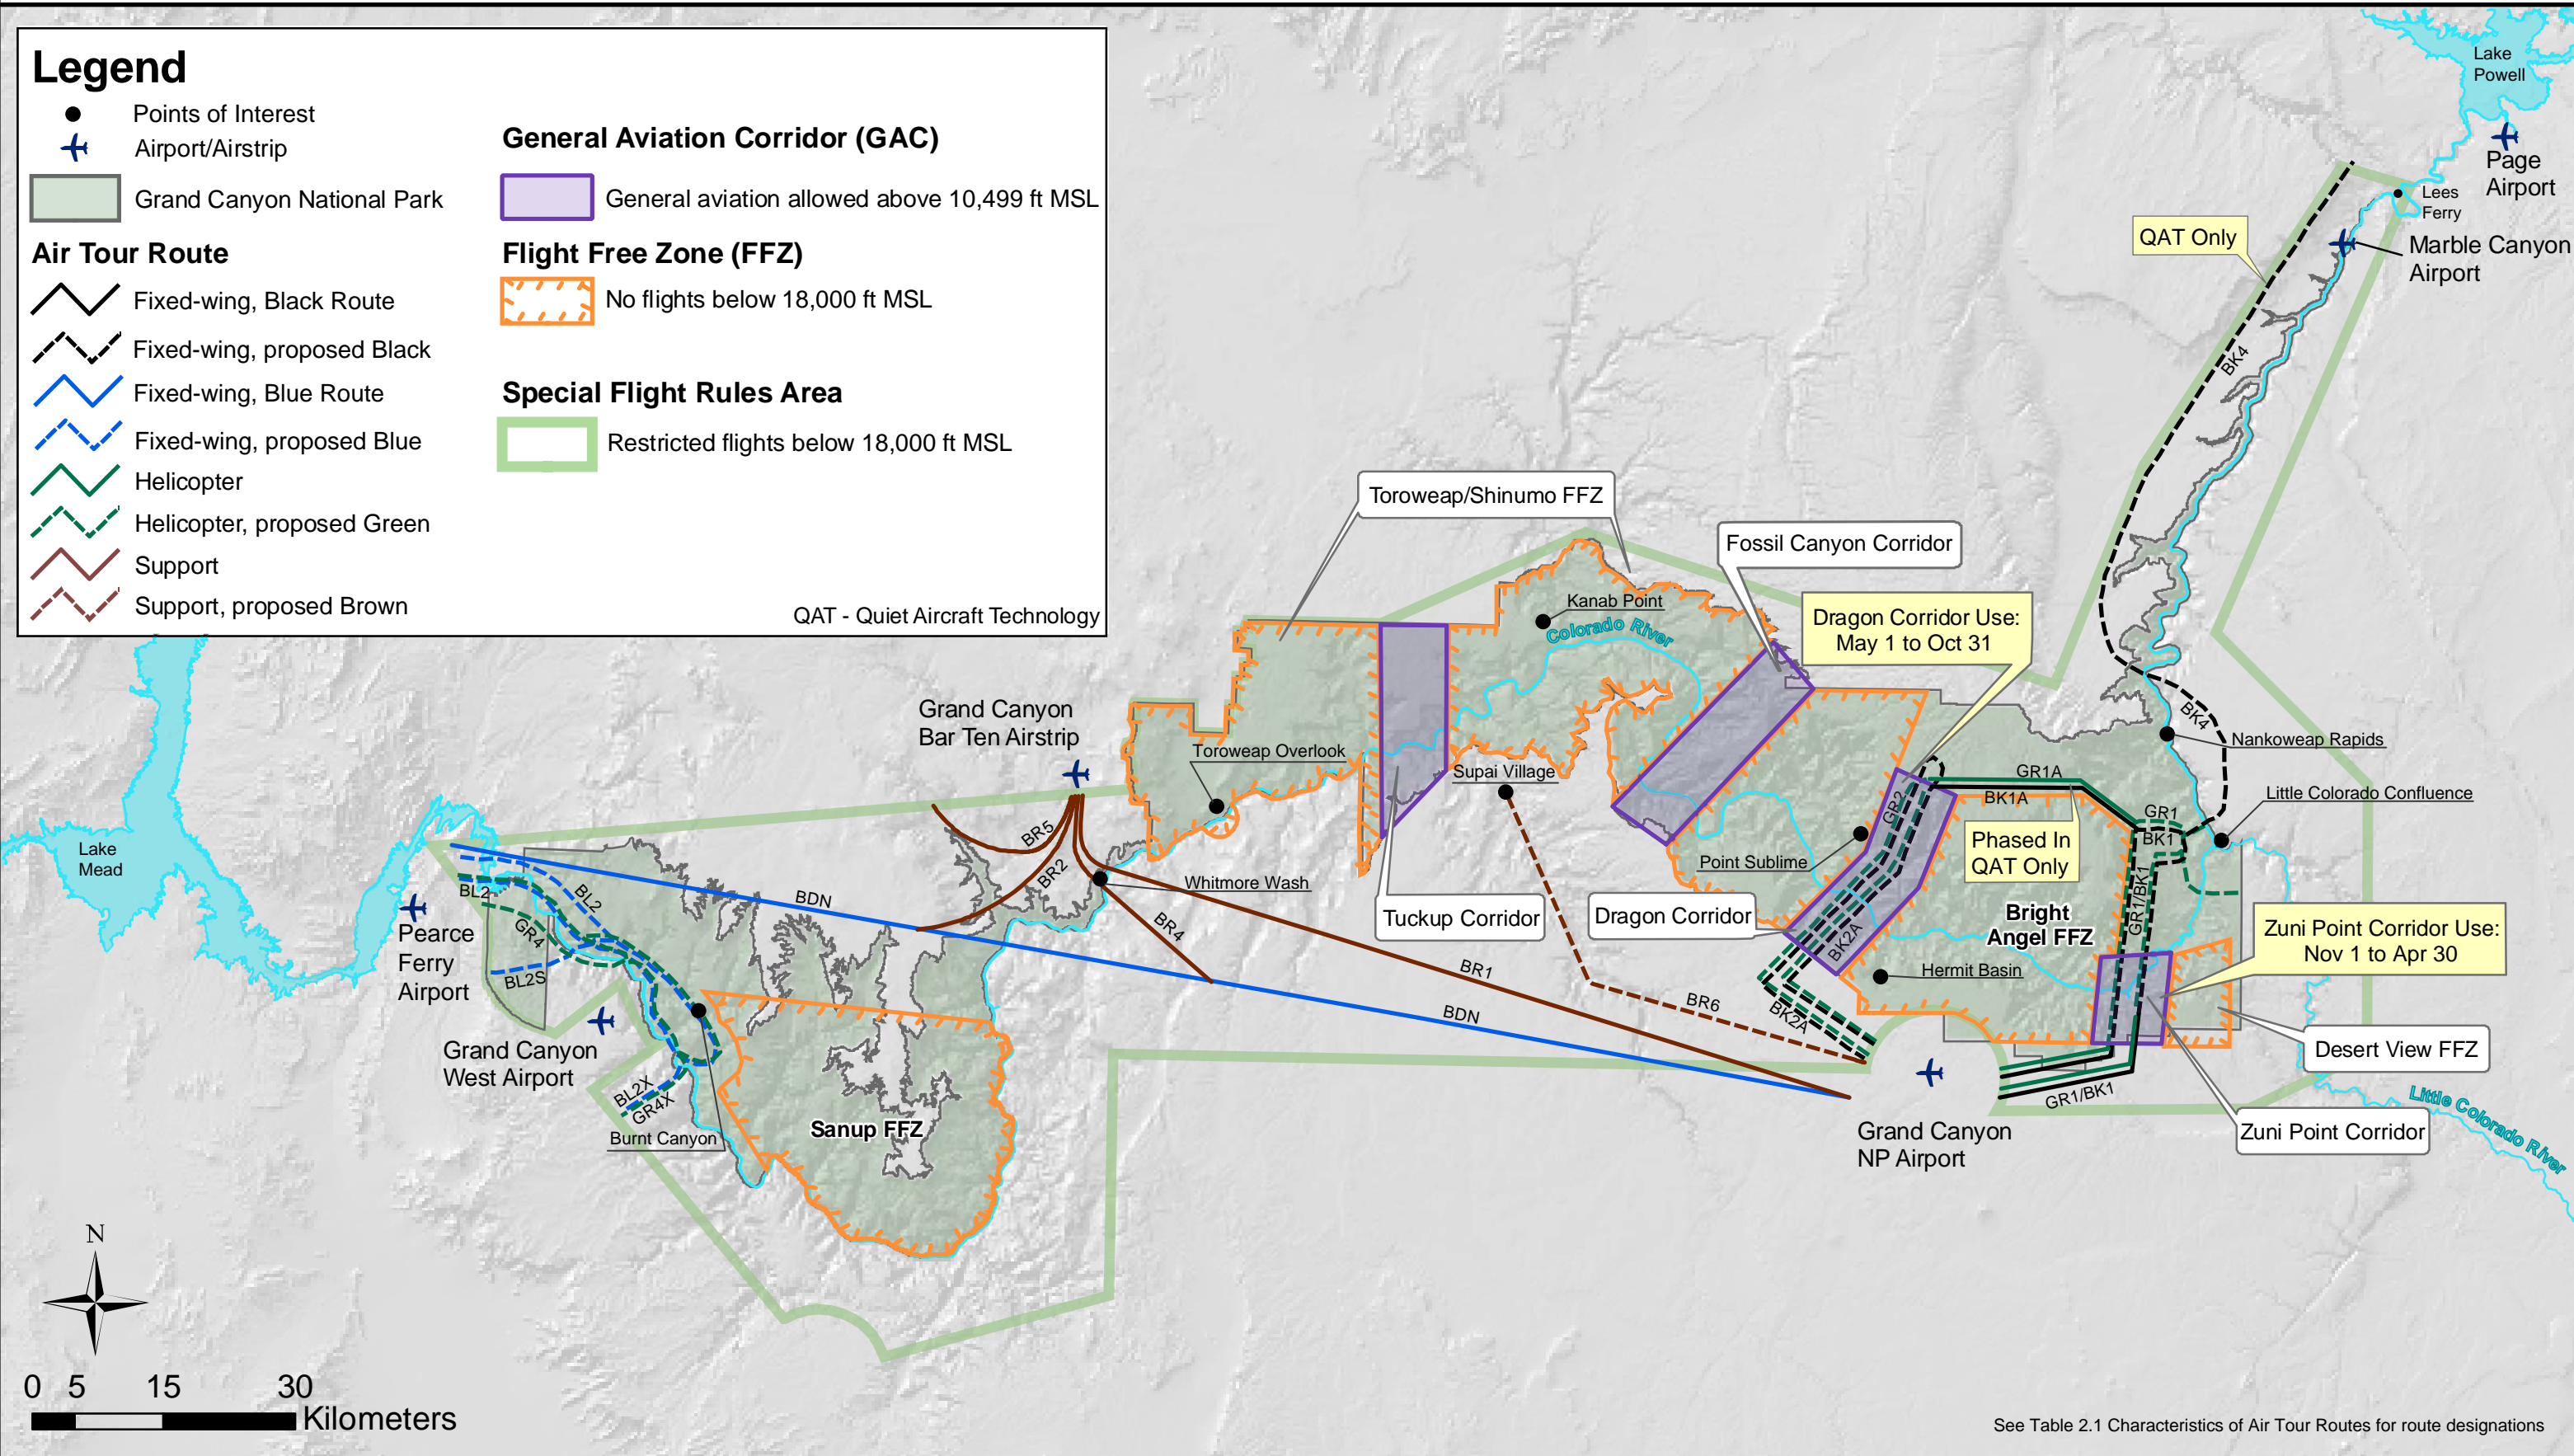 Legend
Points of Interest
Airport/Airstrip
Grand Canyon National Park
Air Tour Route
Fixed-wing, Black Route
Fixed-wing, proposed Black
Fixed-wing, Blue Route
Fixed-wing, proposed Blue
Helicopter
Helicopter, proposed Green
Support
Support, proposed Brown
General Aviation Corridor (GAC)
General aviation allowed above 10,499 ft MSL
Flight Free Zone (FFZ)
No flights below 18,000 ft MSL
Special Flight Rules Area
Restricted flights below 18,000 ft MSL
QAT - Quiet Aircraft Technology
Lake
Powell
Page
Airport
Lees
Ferry
Marble Canyon
Airport
QAT Only
BK4
Toroweap/Shinumo FFZ
Fossil Canyon Corridor
Kanab Point
Colorado River
Dragon Corridor Use:
May 1 to Oct 31
Grand Canyon
Bar Ten Airstrip
Toroweap Overlook
Supai Village
BK4
Nankoweap Rapids
GR1A
BK1A
GR2
Little Colorado Confluence
GR1
BK1
Phased In
QAT Only
Point Sublime
GR1/BK1
Lake
Mead
BR5
BR2
Whitmore Wash
BR4
BL2
BL2
BDN
GR4
BL2S
Pearce
Ferry
Airport
Tuckup Corridor
Dragon Corridor
BK2A
Bright
Angel FFZ
Zuni Point Corridor Use:
Nov 1 to Apr 30
Hermit Basin
BR1
BR6
BDN
BK2A
Grand Canyon
West Airport
BL2X
GR4X
Burnt Canyon
Sanup FFZ
Desert View FFZ
GR1/BK1
Little Colorado River
Zuni Point Corridor
Grand Canyon
NP Airport
N
0 5 15 30
Kilometers
See Table 2.1 Characteristics of Air Tour Routes for route designations